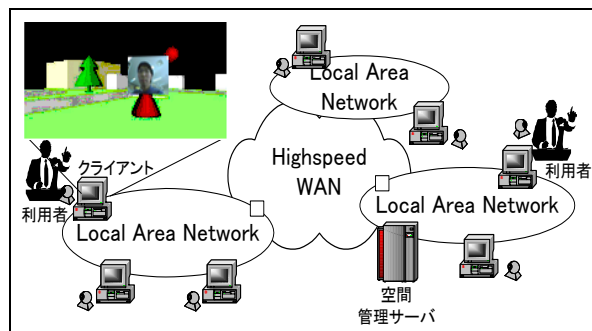 Local Area
Network
Highspeed
WAN
クライアント
利用者
Local Area Network
利用者
Local Area Network
空間
管理サーバ